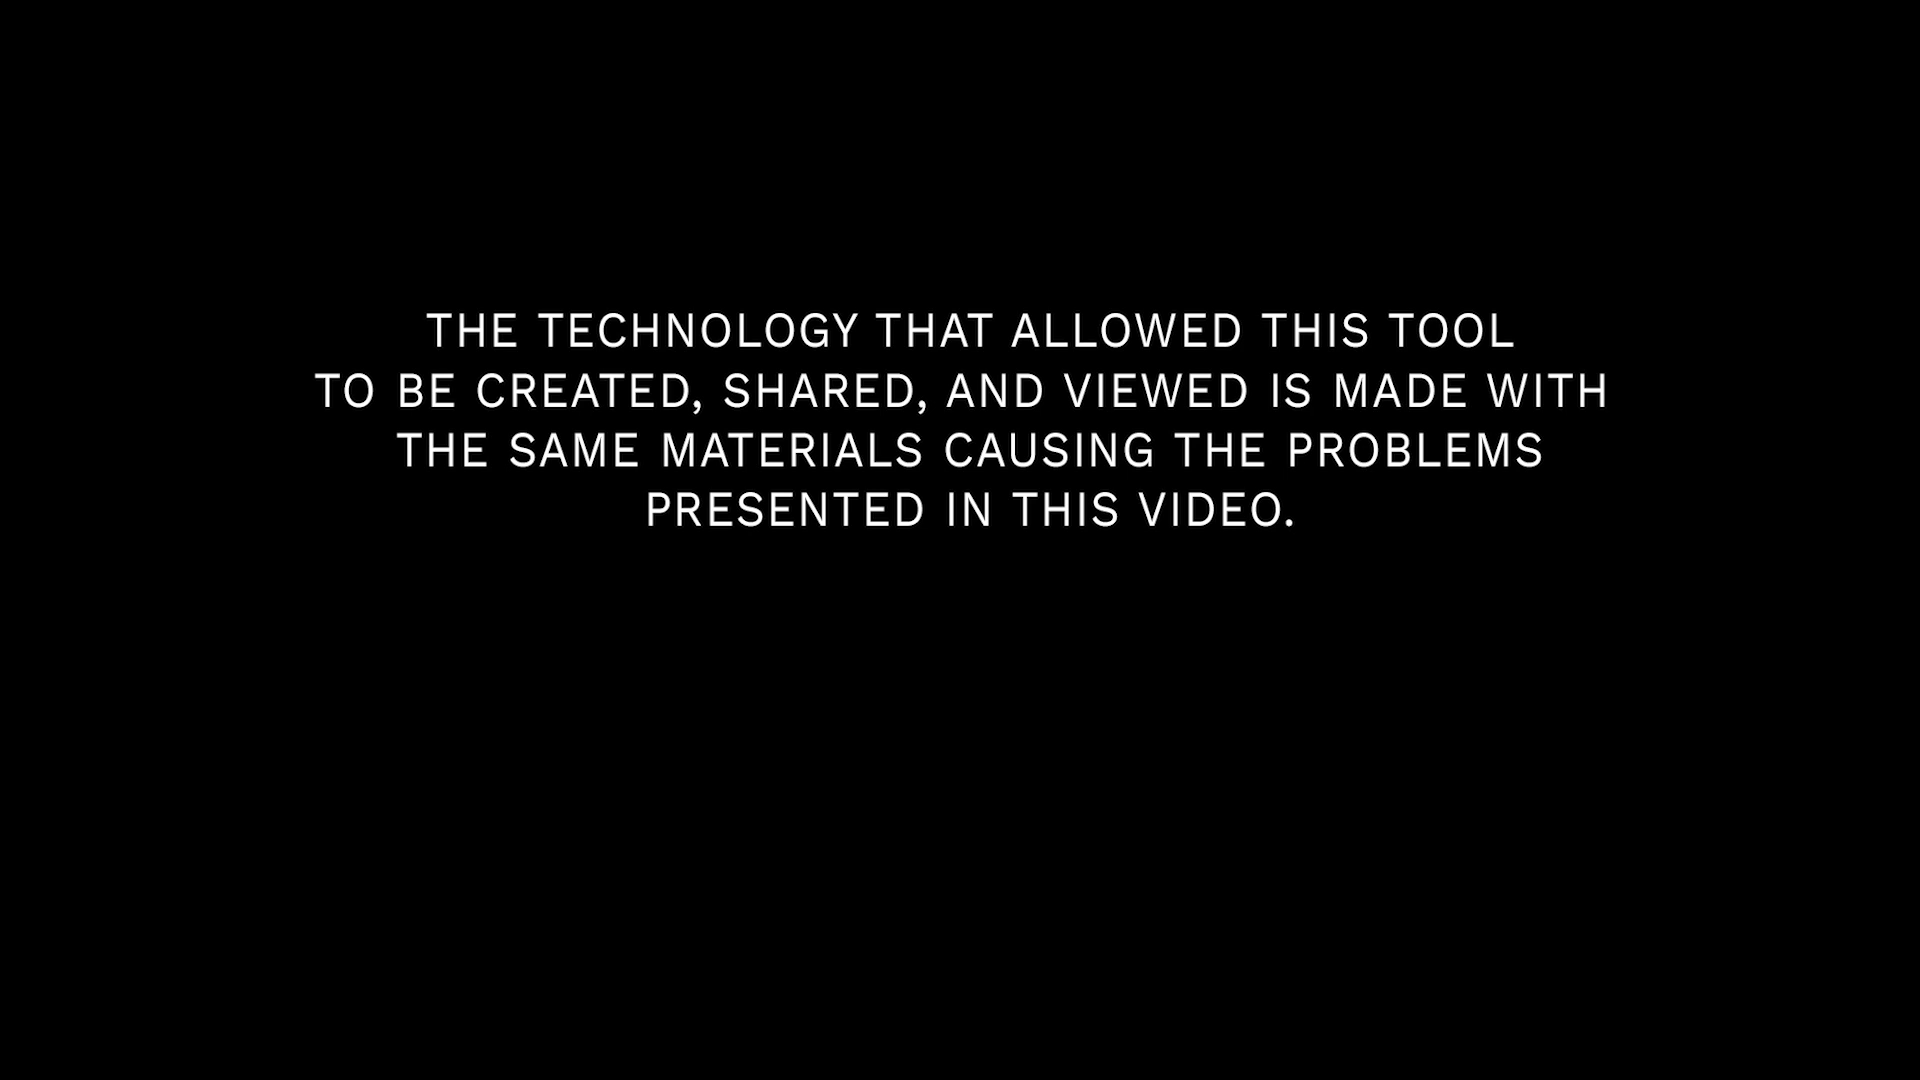 THE TECHNOLOGY THAT ALLOWED THIS TOOL
TO BE CREATED, SHARED, AND VIEWED IS MADE WITH
THE SAME MATERIALS CAUSING THE PROBLEMS
PRESENTED IN THIS VIDEO.